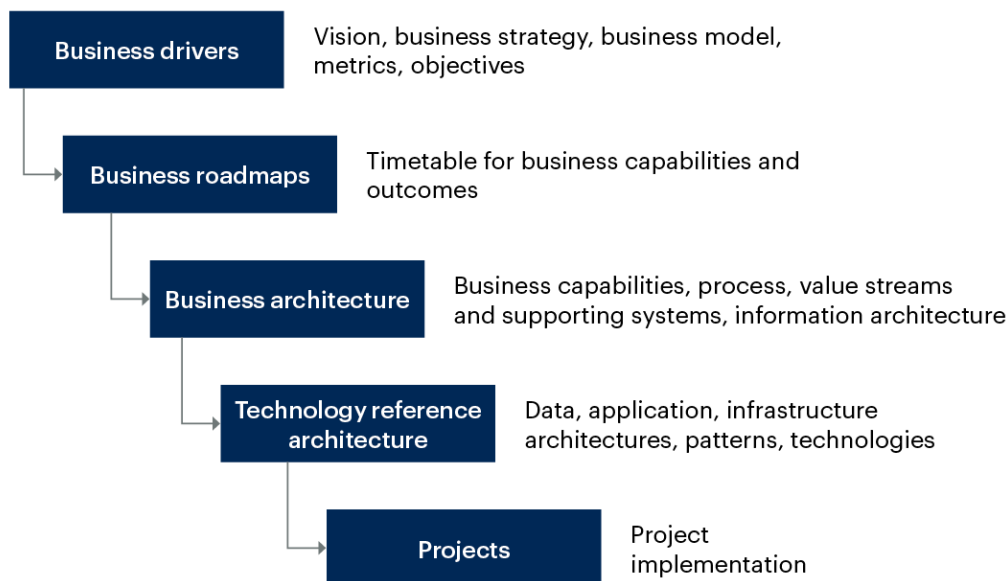 Business drivers
Vision, business strategy, business model,
metrics, objectives
Business roadmaps
Timetable for business capabilities and
outcomes
Business architecture
Business capabilities, process, value streams
and supporting systems, information architecture
Technology reference
architecture
Data, application, infrastructure
architectures, patterns, technologies
Projects
Project
implementation